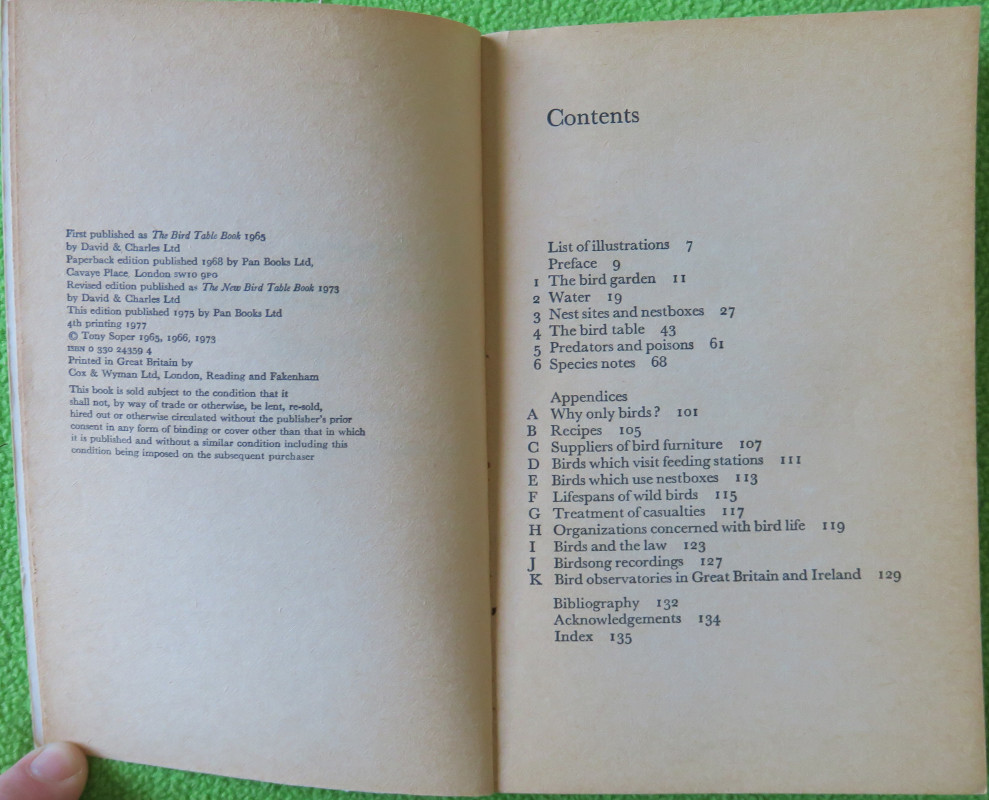 First published as The Bird Table Book 1965
by David & Charles Ltd
Paperback edition published 1968 by Pan Books Ltd,
Cavaye Place, London SW10 9PG
Revised edition published as The New Bird Table Book 1973
by David & Charles Ltd
This edition published 1975 by Pan Books Ltd
4th printing 1977
© Tony Soper 1965, 1966, 1973
ISBN 0 330 24359 4
Printed in Great Britain by
Cox & Wyman Ltd, London, Reading and Fakenham
This book is sold subject to the condition that it
shall not, by way of trade or otherwise, be lent, re-sold,
hired out or otherwise circulated without the publisher's prior
consent in any form of binding or cover other than that in which
it is published and without a similar condition including this
condition being imposed on the subsequent purchaser
Contents
List of illustrations 7
Preface 9
1 The bird garden 11
2 Water 19
3 Nest sites and nestboxes 27
4 The bird table 43
5 Predators and poisons 61
6 Species notes 68
Appendices
A Why only birds? 101
B Recipes 105
C Suppliers of bird furniture 107
D Birds which visit feeding stations 111
E Birds which use nestboxes 113
F Lifespans of wild birds 115
G Treatment of casualties 117
H Organizations concerned with bird life 119
I Birds and the law 123
J Birdsong recordings 127
K Bird observatories in Great Britain and Ireland 129
Bibliography 132
Acknowledgements 134
Index 135